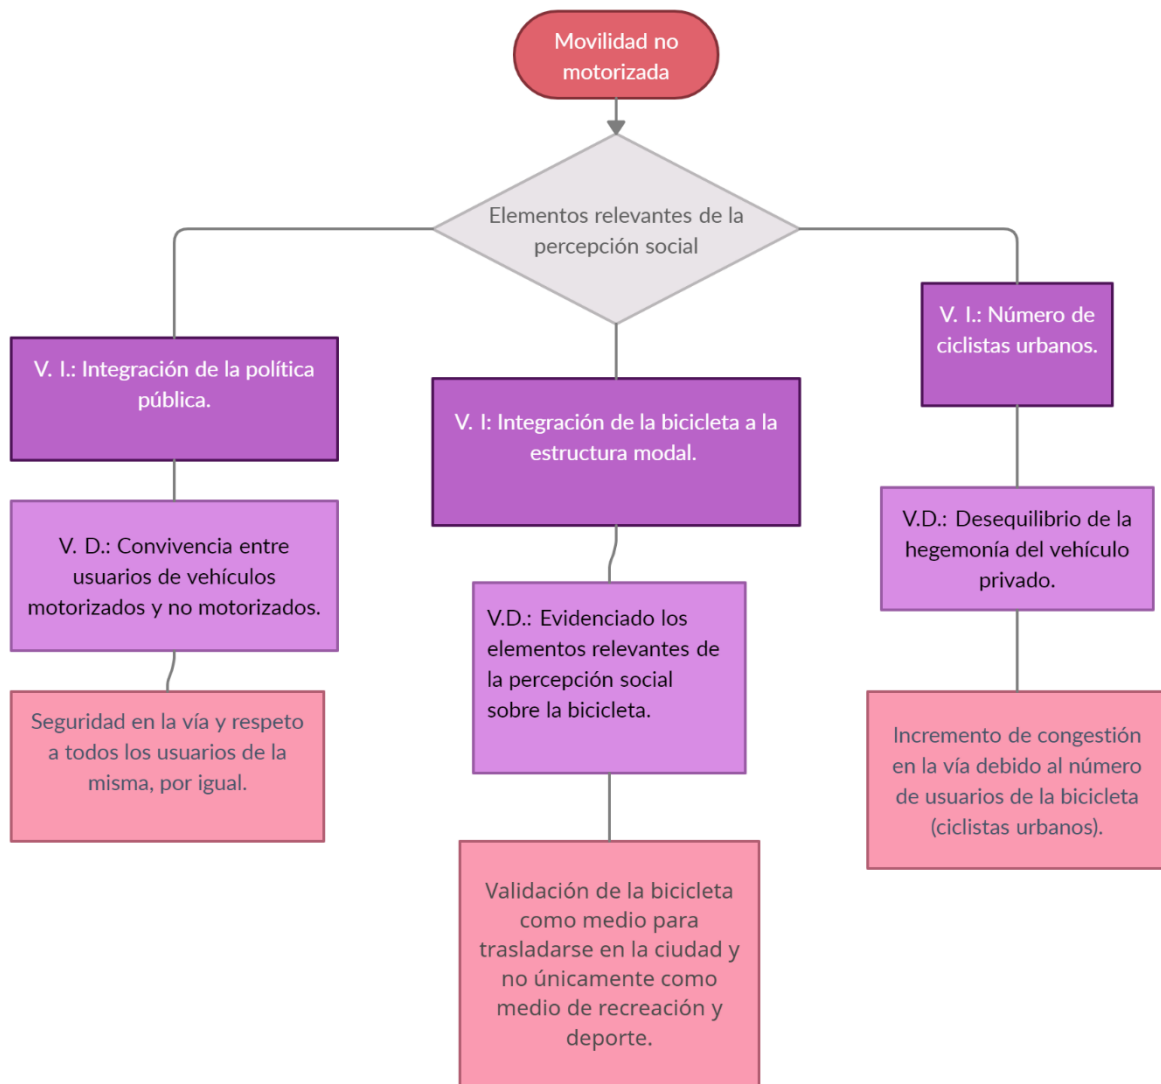 Movilidad no
motorizada
Elementos relevantes de la
percepción social
V. I.: Integración de la política
pública.
V. D.: Convivencia entre
usuarios de vehículos
motorizados y no motorizados.
Seguridad en la vía y respeto
a todos los usuarios de la
misma, por igual.
V. I: Integración de la bicicleta a la
estructura modal.
V.D.: Evidenciado los
elementos relevantes de
la percepción social
sobre la bicicleta.
Validación de la bicicleta
como medio para
trasladarse en la ciudad y
no únicamente como
medio de recreación y
deporte.
V. I.: Número de
ciclistas urbanos.
V.D.: Desequilibrio de la
hegemonía del vehículo
privado.
Incremento de congestión
en la vía debido al número
de usuarios de la bicicleta
(ciclistas urbanos).